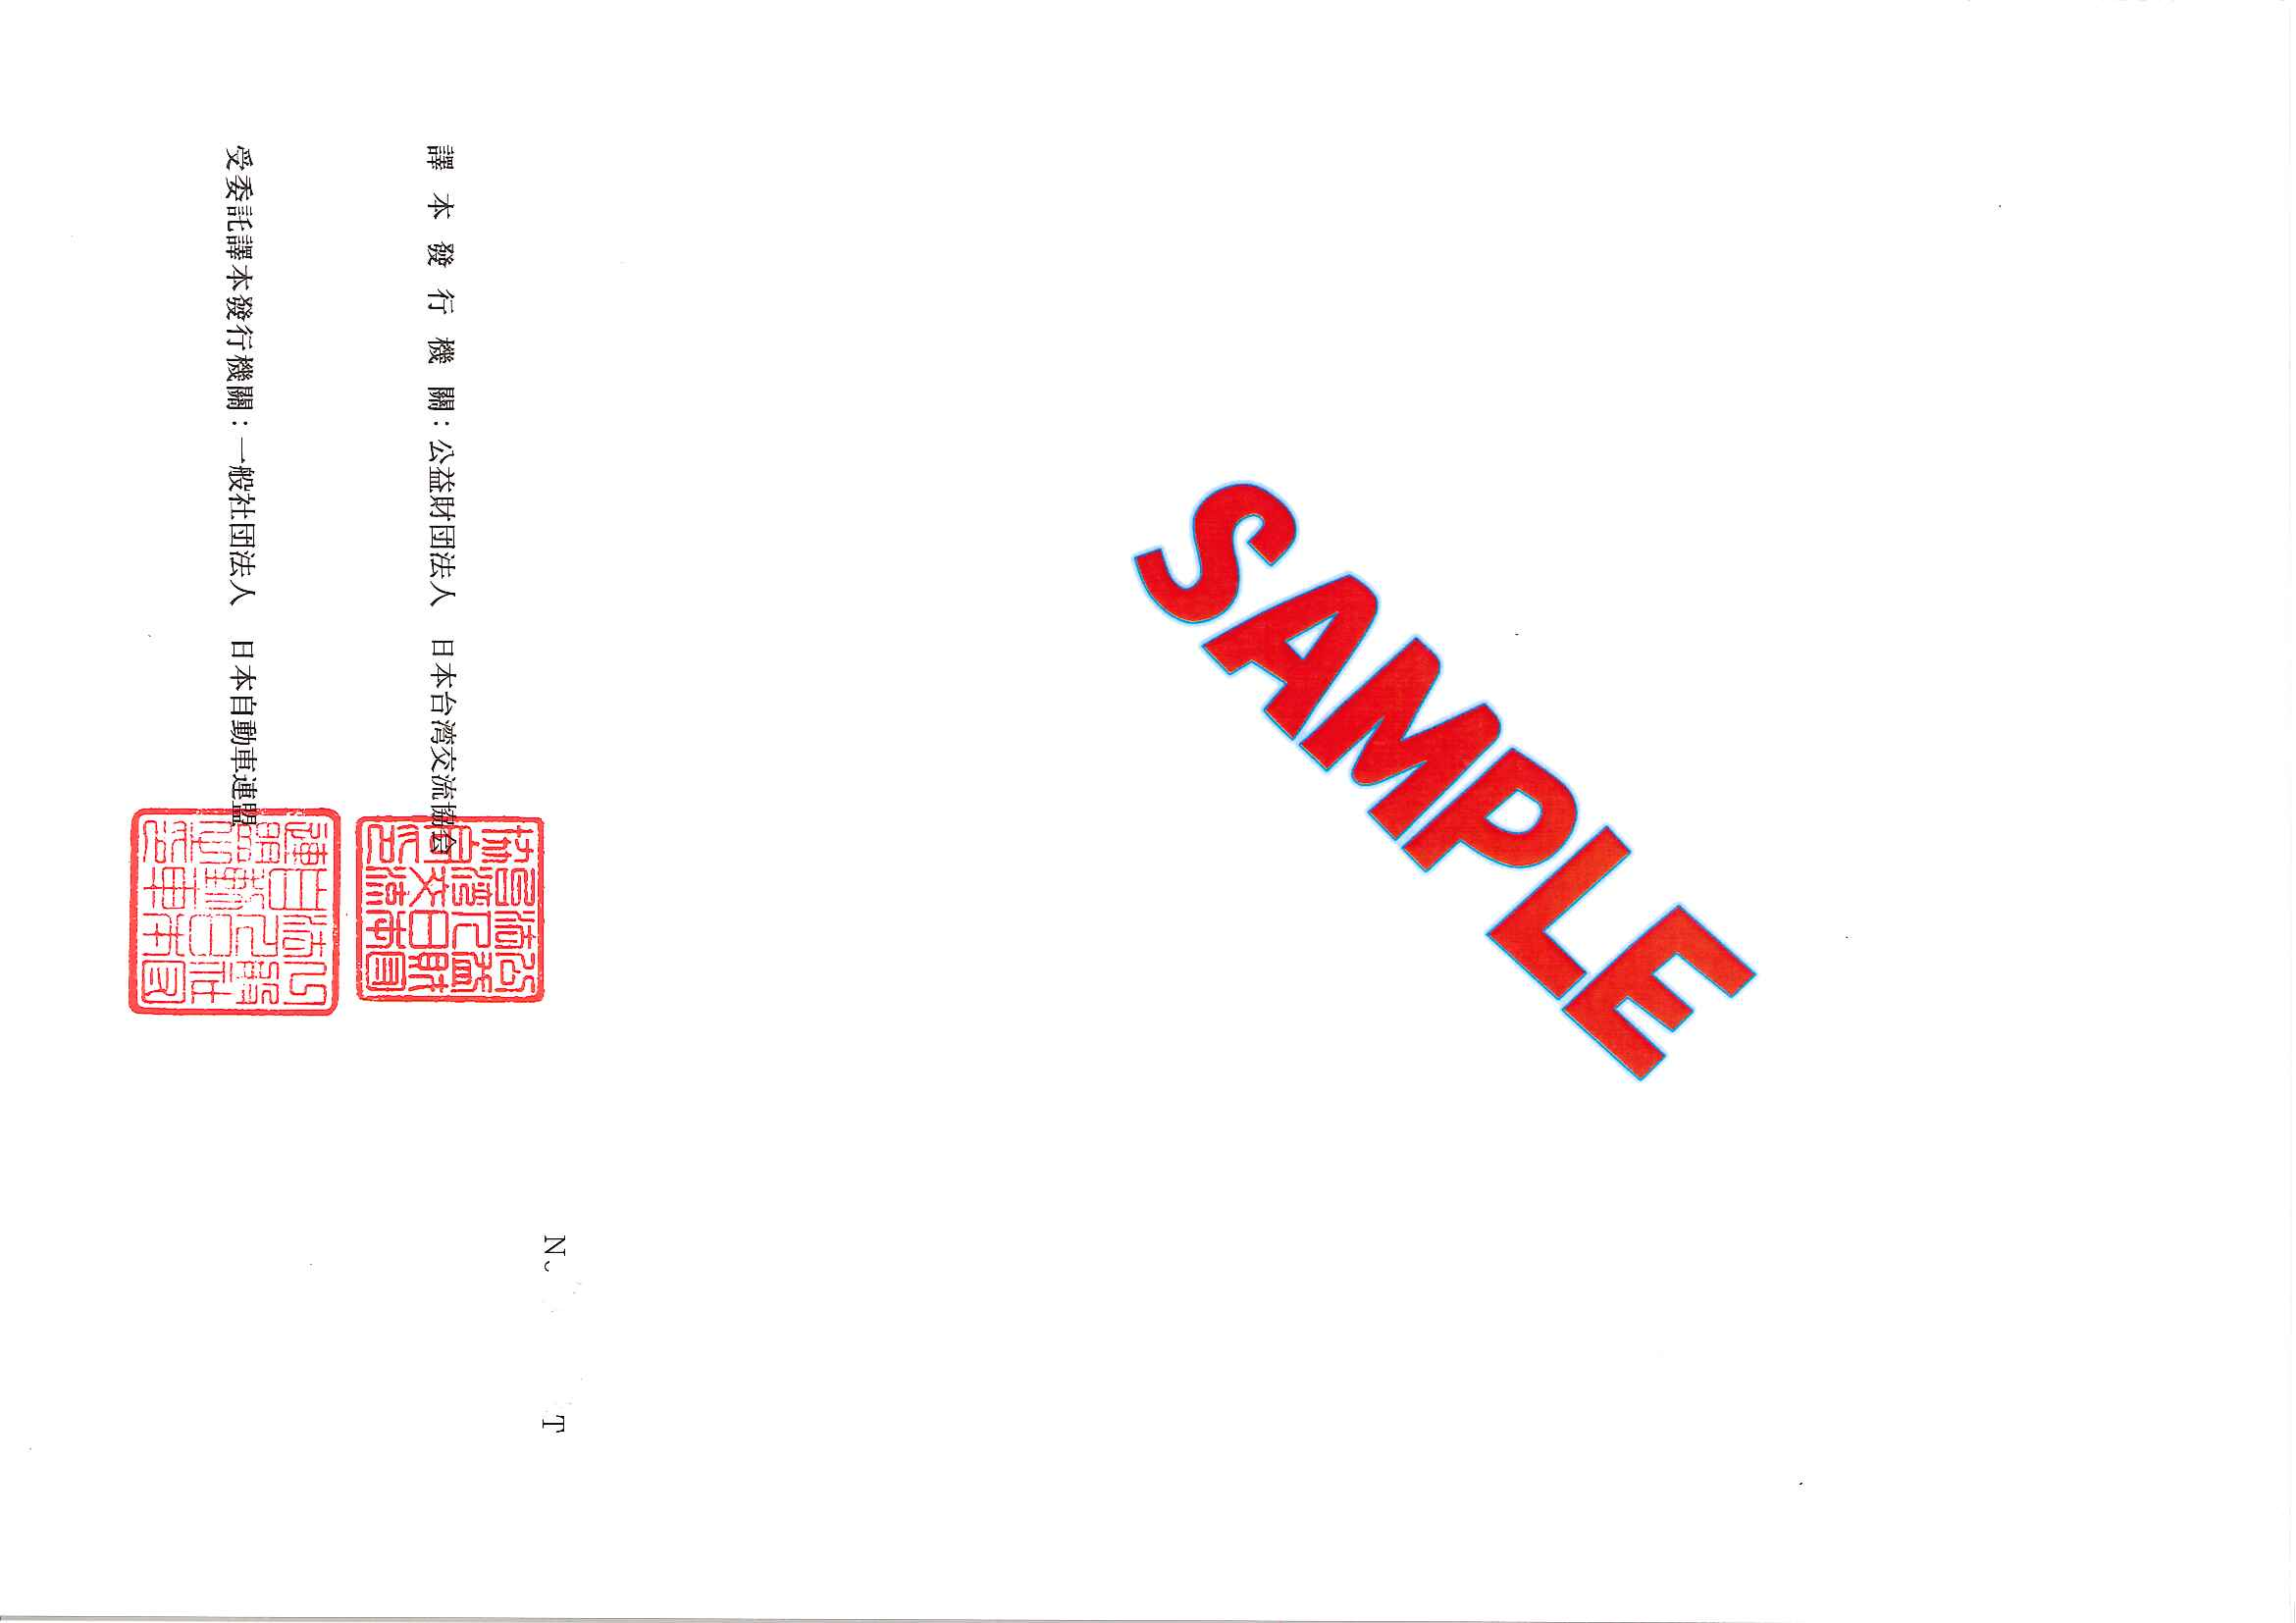 SAMPLE
N
T
譯本發行機關：公益財団法人　日本台湾交流協会
受委託譯本發行機關：一般社団法人　日本自動車連盟